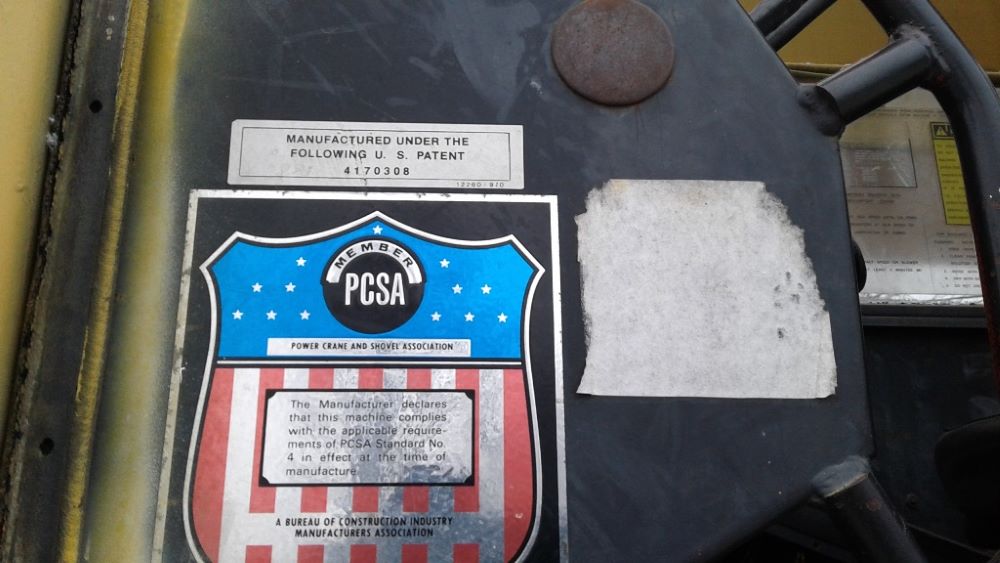 MANUFACTURED UNDER THE
FOLLOWING U. S. PATENT
4170308
12260-970
MEMBER
PCSA
POWER CRANE AND SHOVEL ASSOCIATION
The Manufacturer declares
that this machine complies
with the applicable require-
ments of PCSA Standard No.
4 in effect at the time of
manufacture
A BUREAU OF CONSTRUCTION INDUSTRY
MANUFACTURERS ASSOCIATION